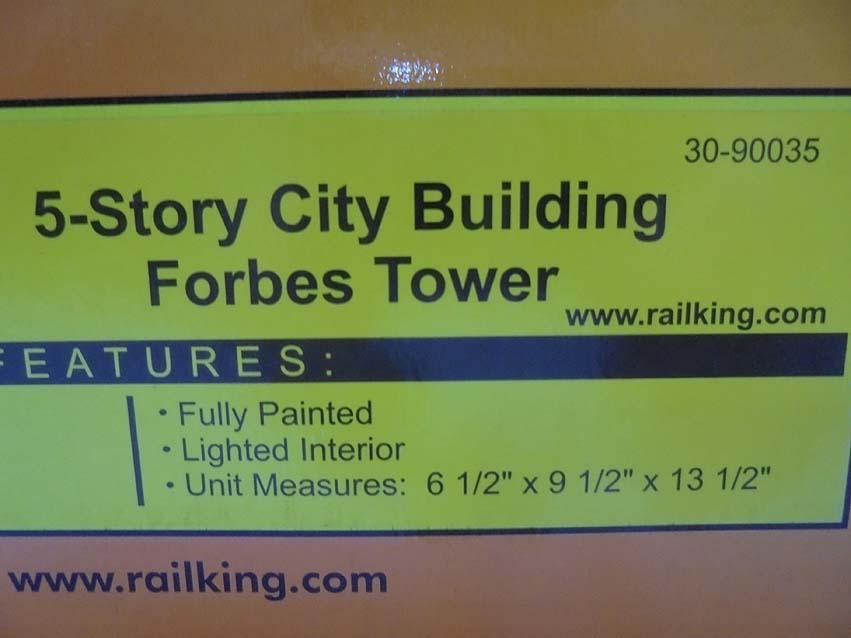 30-90035
5-Story City Building
Forbes Tower
www.railking.com
FEATURES:
• Fully Painted
• Lighted Interior
• Unit Measures: 6 1/2" x 9 1/2" x 13 1/2"
www.railking.com